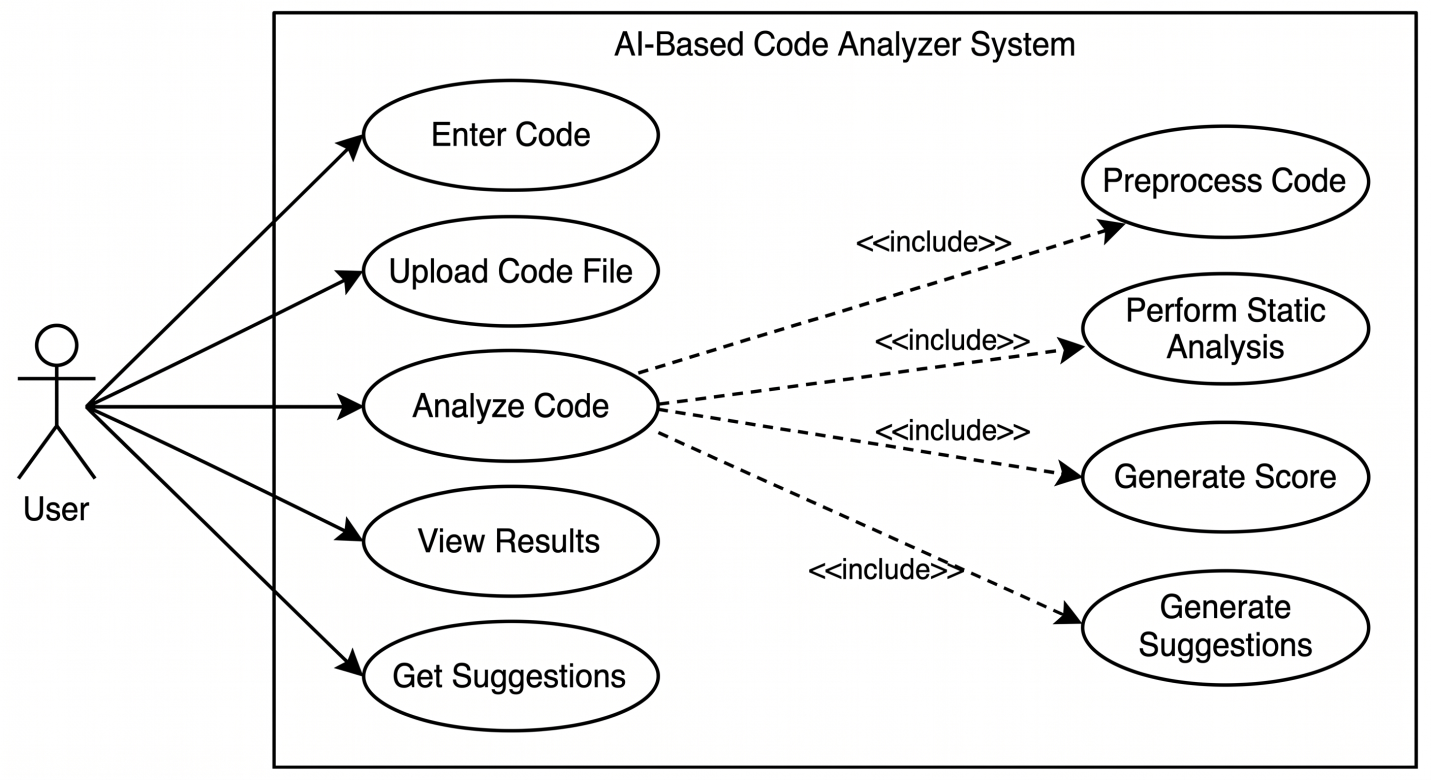 AI-Based Code Analyzer System
Enter Code
Upload Code File
Analyze Code
View Results
Get Suggestions
User
<<include>>
<<include>>
<<include>>
<<include>>
Preprocess Code
Perform Static
Analysis
Generate Score
Generate
Suggestions